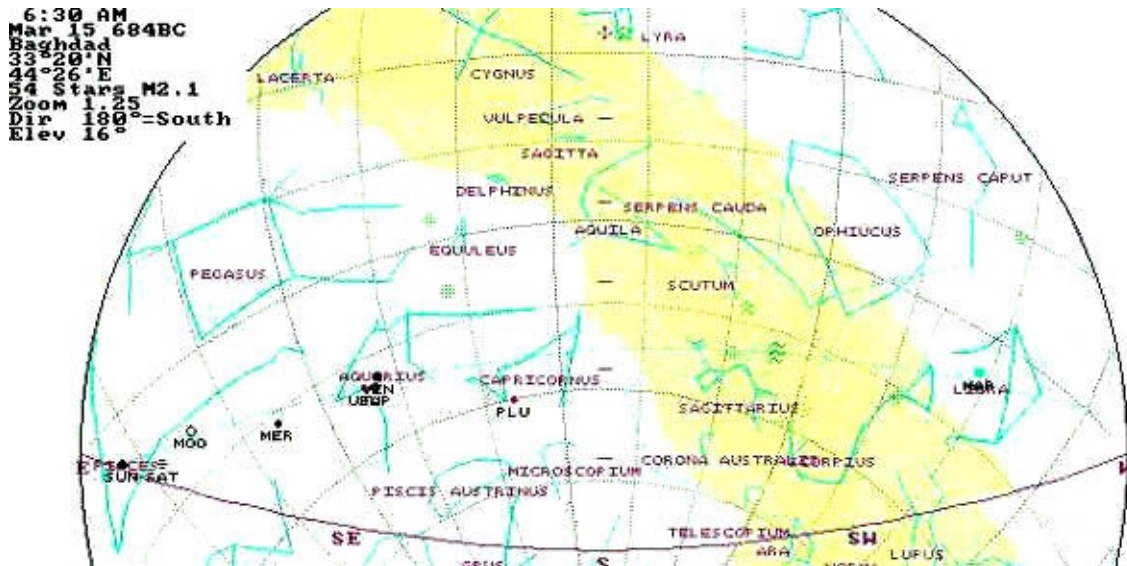 6:30 AM
Mar 15 684BC
Baghdad
33°20'N
44°26'E
54 Stars M2.1
Zoom 1.25
Dir 180°=South
Elev 16°
LYRA
LACERTA
CYGNUS
VULPECULA
SAGITTA
DELPHINUS
SERPENS CAPUT
SERPENS CAUDA
AQUILA
OPHIUCUS
EQUULEUS
PEGASUS
SCUTUM
AQUARIUS
VEN
CAPRICORNUS
LIBRA
PLU
SAGITTARIUS
MOO
MER
E
SUN SAT
MICROSCOPIUM
CORONA AUSTRALIS
SCORPIUS
PISCIS AUSTRINUS
SE
TELESCOPIUM
SW
ARA
LUPUS
GRUS
S
NORMA